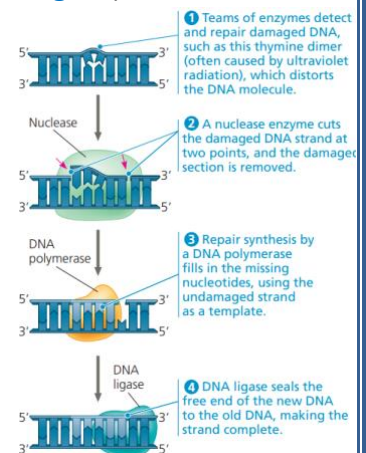 ❶ Teams of enzymes detect
and repair damaged DNA,
such as this thymine dimer
(often caused by ultraviolet
radiation), which distorts
the DNA molecule.
5′
3′
3′
5′
Nuclease
❷ A nuclease enzyme cuts
the damaged DNA strand at
two points, and the damaged
section is removed.
5′
3′
3′
5′
DNA
polymerase
❸ Repair synthesis by
a DNA polymerase
fills in the missing
nucleotides, using the
undamaged strand
as a template.
5′
3′
3′
5′
DNA
ligase
❹ DNA ligase seals the
free end of the new DNA
to the old DNA, making the
strand complete.
5′
3′
3′
5′